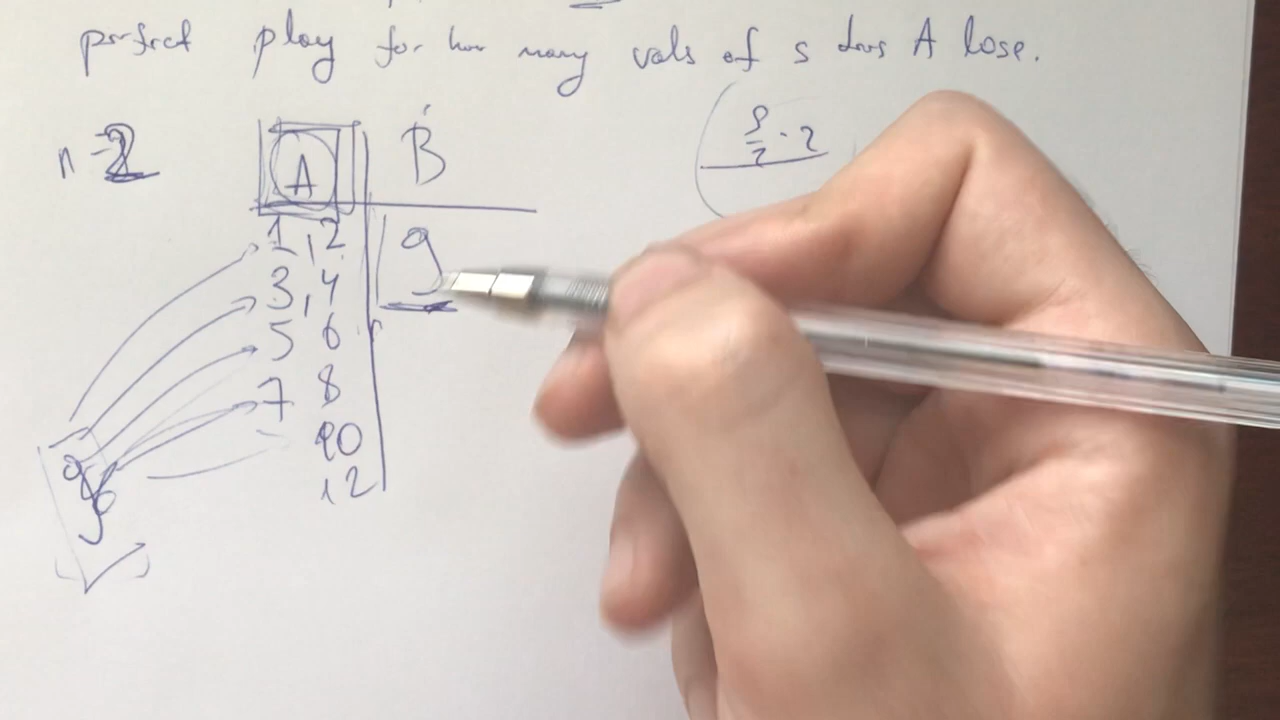 perfect play for how many vals of s does A lose.
n = 2
A B
1, 2 9
3, 4
5 6
7 8
10
12